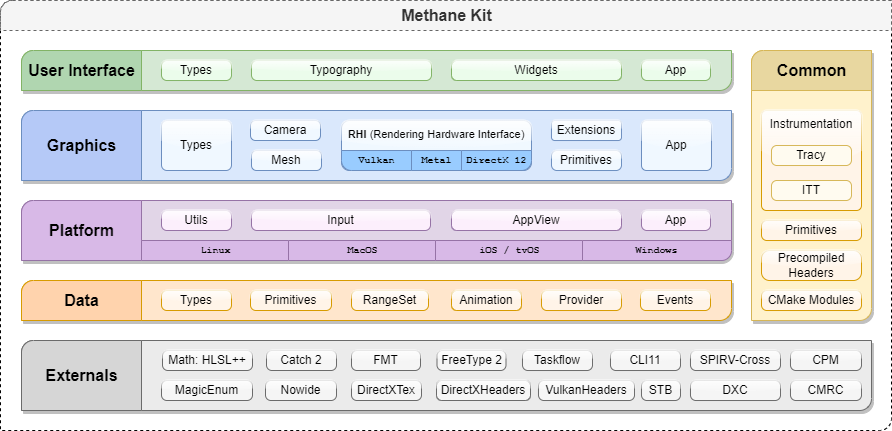 Methane Kit
User Interface
Types
Typography
Widgets
App
Graphics
Types
Camera
Mesh
RHI (Rendering Hardware Interface)
Vulkan
Metal
DirectX 12
Extensions
Primitives
App
Platform
Utils
Input
AppView
App
Linux
MacOS
iOS / tvOS
Windows
Data
Types
Primitives
RangeSet
Animation
Provider
Events
Common
Instrumentation
Tracy
ITT
Primitives
Precompiled
Headers
CMake Modules
Externals
Math: HLSL++
Catch 2
FMT
FreeType 2
Taskflow
CLI11
SPIRV-Cross
CPM
MagicEnum
Nowide
DirectXTex
DirectXHeaders
VulkanHeaders
STB
DXC
CMRC